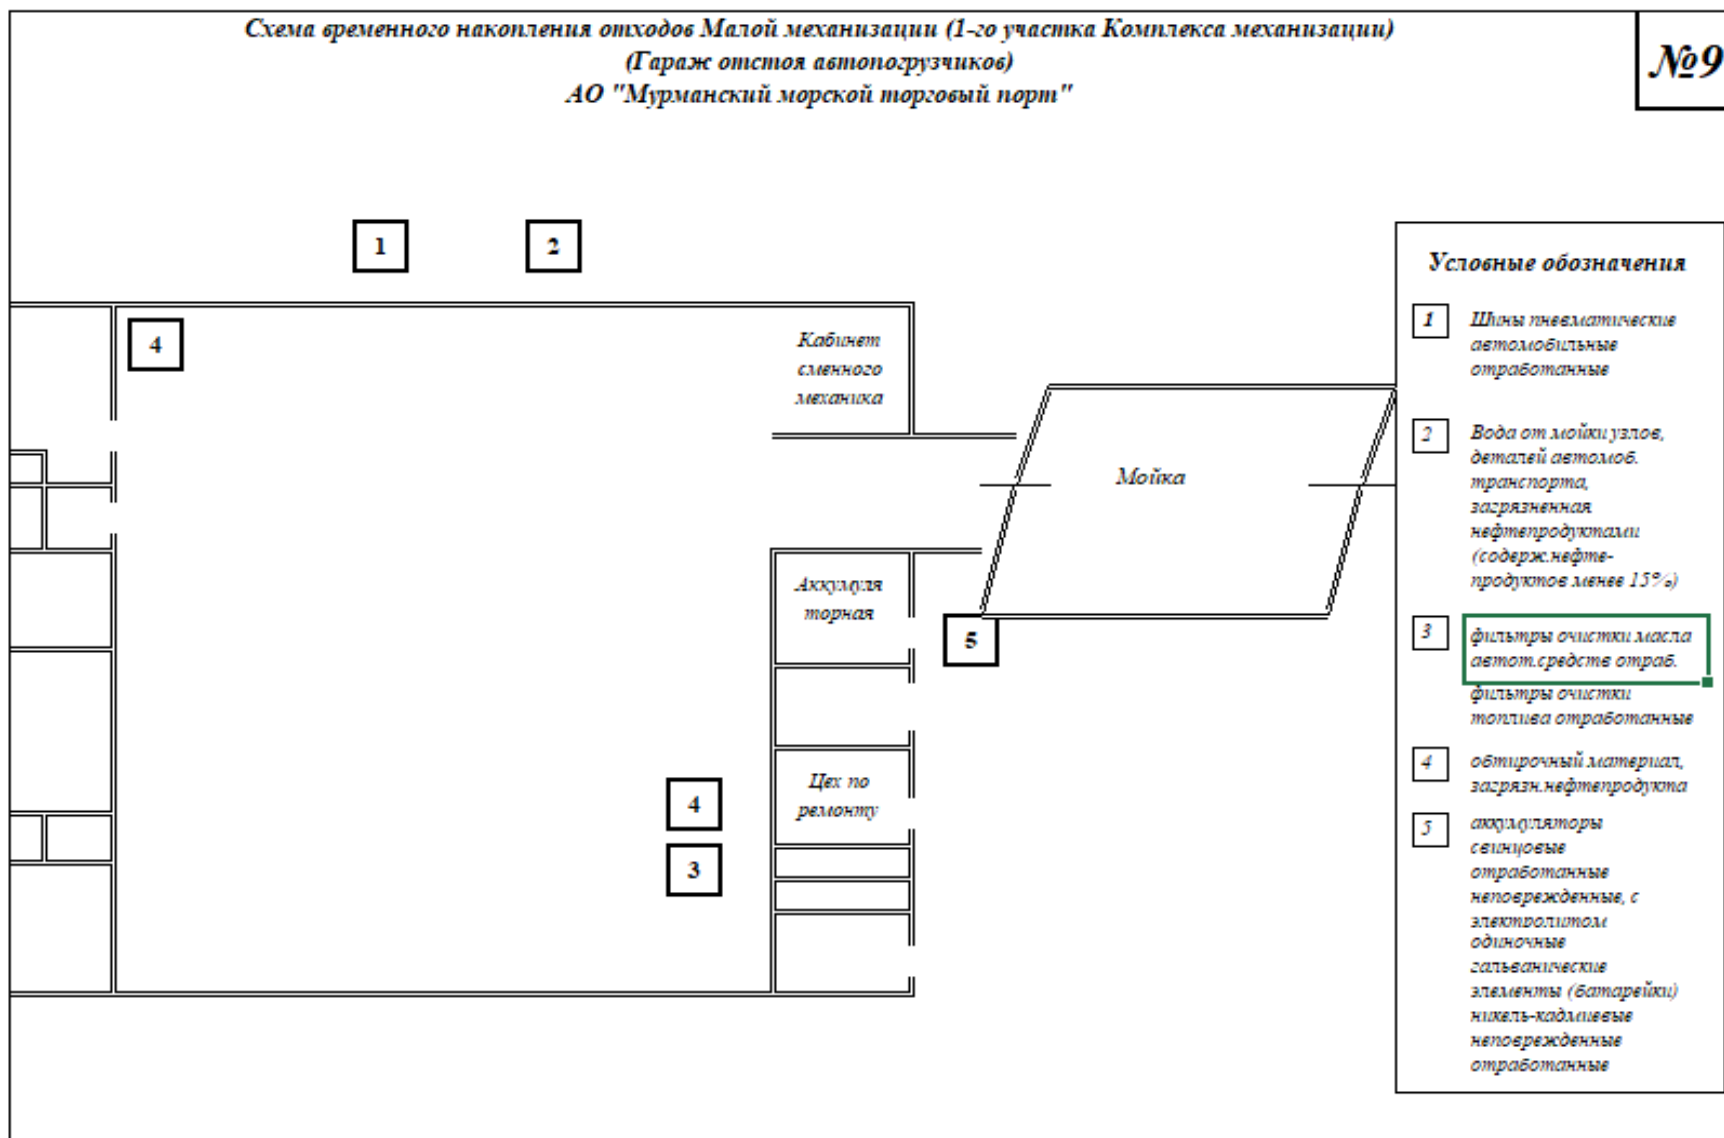 Схема временного накопления отходов Малой механизации (1-го участка Комплекса механизации)
(Гараж отстоя автопогрузчиков)
АО "Мурманский морской торговый порт"
№9
1
2
4
Кабинет
сменного
механика
Мойка
Аккумуля
торная
5
Цех по
ремонту
4
3
Условные обозначения
1
Шины пневматические
автомобильные
отработанные
2
Вода от мойки узлов,
деталей автомоб.
транспорта,
загрязненная
нефтепродуктами
(содерж.нефте-
продуктов менее 15%)
3
фильтры очистки масла
автот.средств отраб.
фильтры очистки
топлива отработанные
4
обтирочный материал,
загрязн.нефтепродукта
5
аккумуляторы
свинцовые
отработанные
неповрежденные, с
электролитом
одиночные
гальванические
элементы (батарейки)
никель-кадмиевые
неповрежденные
отработанные